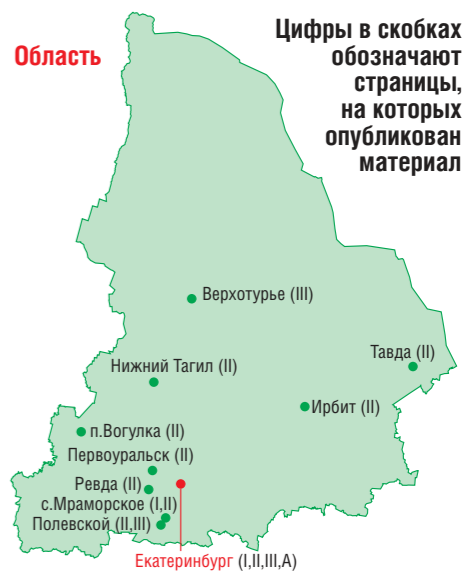 Область
Цифры в скобках
обозначают
страницы,
на которых
опубликован
материал
Верхотурье (III)
Тавда (II)
Нижний Тагил (II)
Ирбит (II)
п.Вогулка (II)
Первоуральск (II)
Ревда (II)
с.Мраморское (I,II)
Полевской (II,III)
Екатеринбург (I,II,III,А)